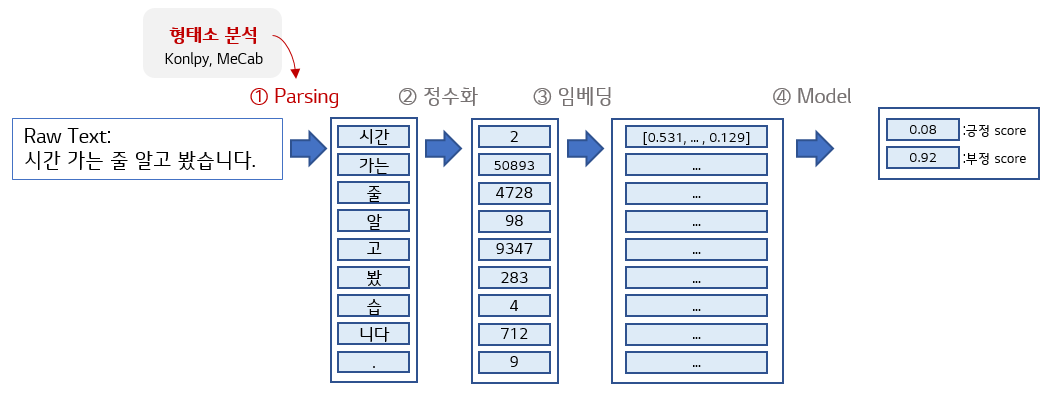 형태소 분석
Konlpy, MeCab
① Parsing
② 정수화
③ 임베딩
④ Model
Raw Text:
시간 가는 줄 알고 봤습니다.
시간
가는
줄
알
고
봤
습
니다
.
2
50893
4728
98
9347
283
4
712
9
[0.531, ... , 0.129]
...
...
...
...
...
...
...
...
0.08 :긍정 score
0.92 :부정 score